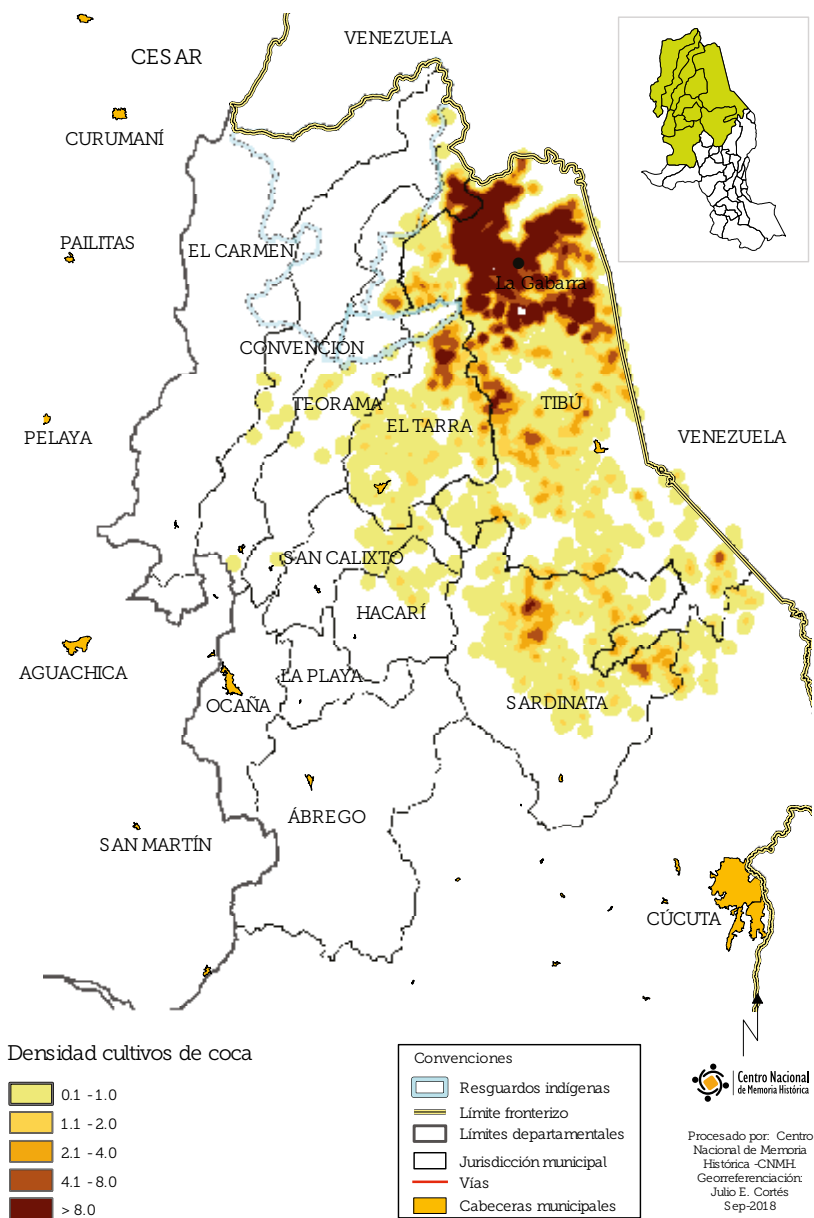 VENEZUELA
CESAR
CURUMANÍ
PAILITAS
EL CARMEN
La Gabarra
CONVENCIÓN
TEORAMA
TIBÚ
EL TARRA
PELAYA
VENEZUELA
SAN CALIXTO
HACARÍ
AGUACHICA
LA PLAYA
OCAÑA
SARDINATA
ÁBREGO
SAN MARTÍN
CÚCUTA
N
Densidad cultivos de coca
0.1 - 1.0
1.1 - 2.0
2.1 - 4.0
4.1 - 8.0
> 8.0
Convenciones
Resguardos indígenas
Límite fronterizo
Límites departamentales
Jurisdicción municipal
Vías
Cabeceras municipales
Centro Nacional
de Memoria Histórica
Procesado por: Centro
Nacional de Memoria
Histórica -CNMH.
Georreferenciación:
Julio E. Cortés
Sep-2018